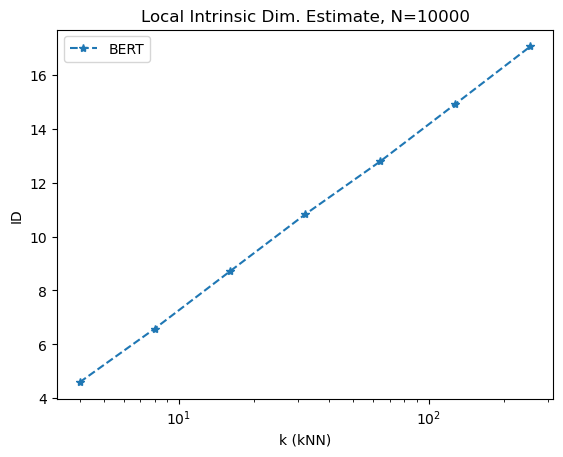 Local Intrinsic Dim. Estimate, N=10000
BERT
16
14
12
10
8
6
4
ID
10¹
10²
k (kNN)